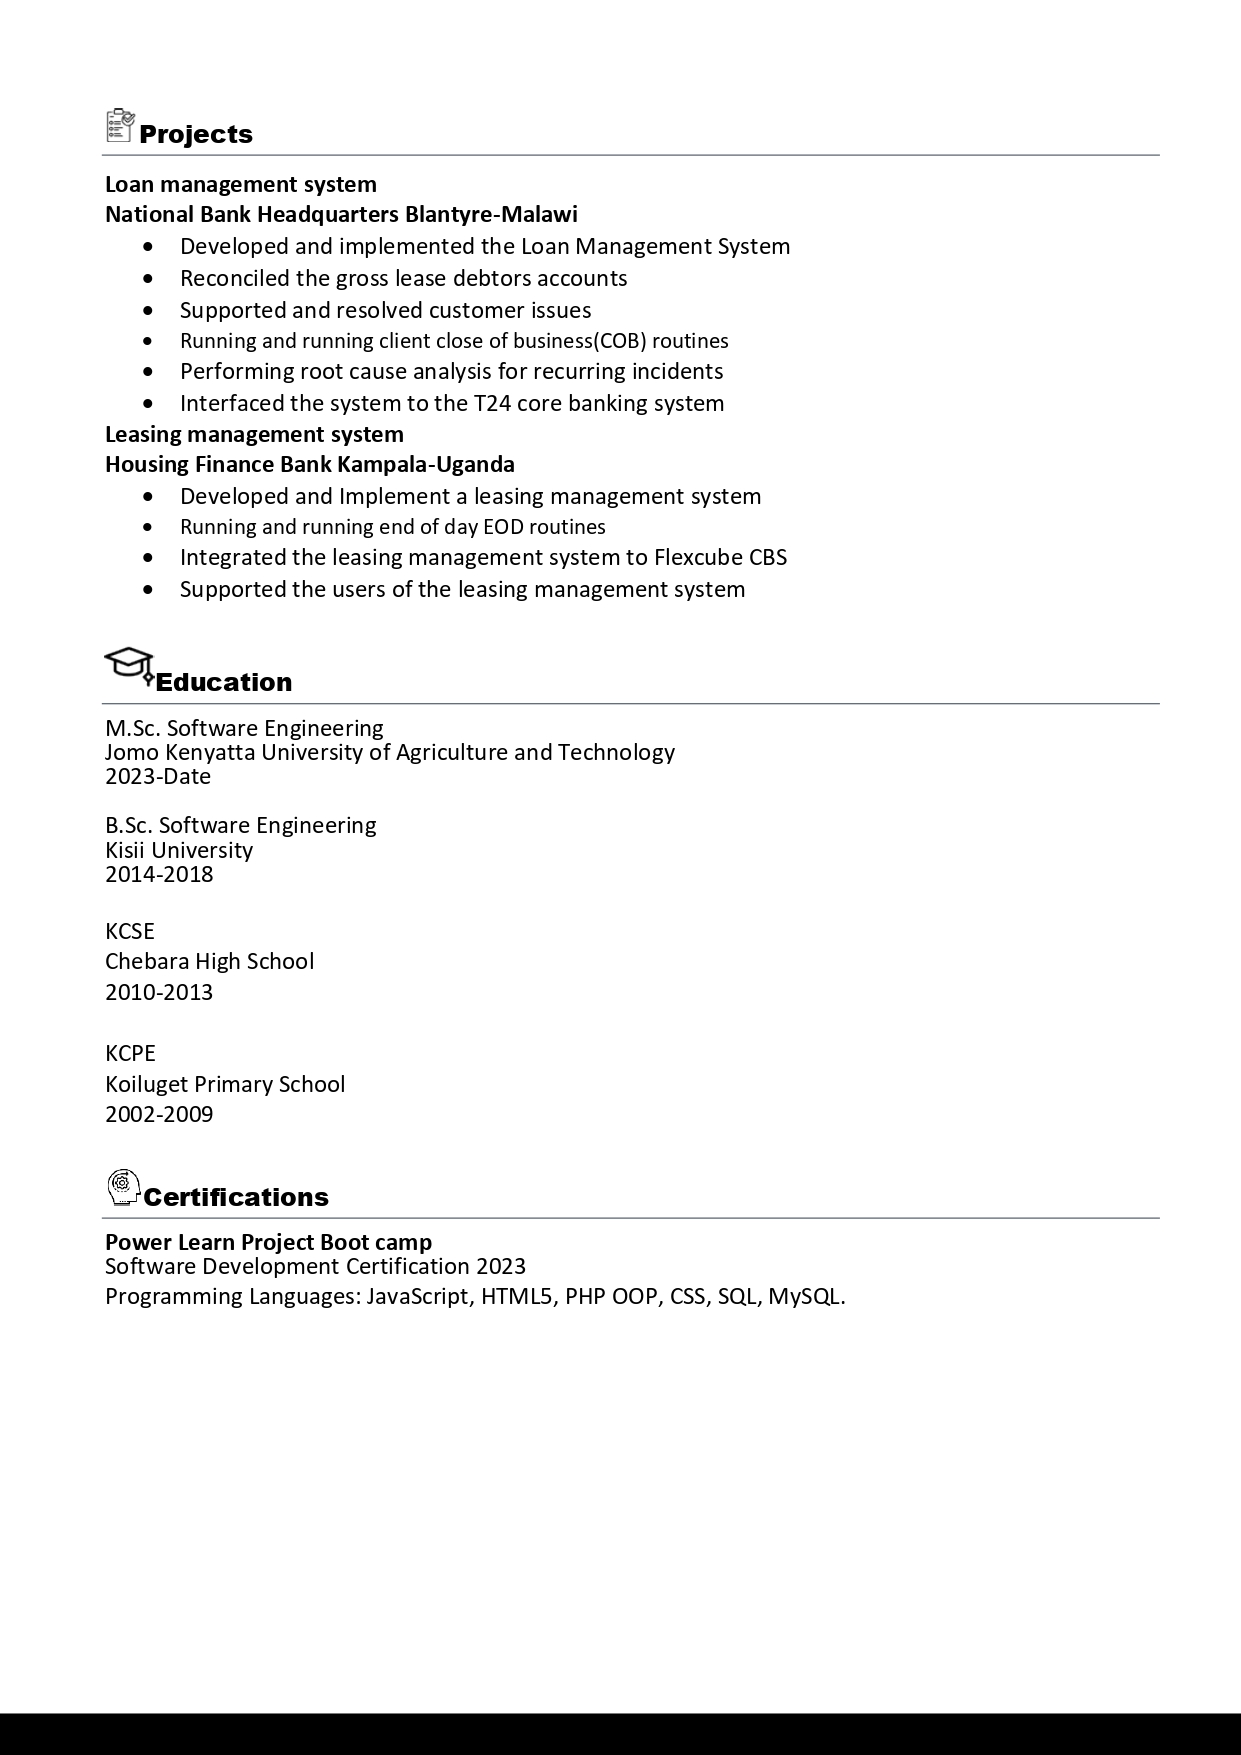 Projects
Loan management system
National Bank Headquarters Blantyre-Malawi
• Developed and implemented the Loan Management System
• Reconciled the gross lease debtors accounts
• Supported and resolved customer issues
• Running and running client close of business(COB) routines
• Performing root cause analysis for recurring incidents
• Interfaced the system to the T24 core banking system
Leasing management system
Housing Finance Bank Kampala-Uganda
• Developed and Implement a leasing management system
• Running and running end of day EOD routines
• Integrated the leasing management system to Flexcube CBS
• Supported the users of the leasing management system
Education
M.Sc. Software Engineering
Jomo Kenyatta University of Agriculture and Technology
2023-Date
B.Sc. Software Engineering
Kisii University
2014-2018
KCSE
Chebara High School
2010-2013
KCPE
Koiluget Primary School
2002-2009
Certifications
Power Learn Project Boot camp
Software Development Certification 2023
Programming Languages: JavaScript, HTML5, PHP OOP, CSS, SQL, MySQL.